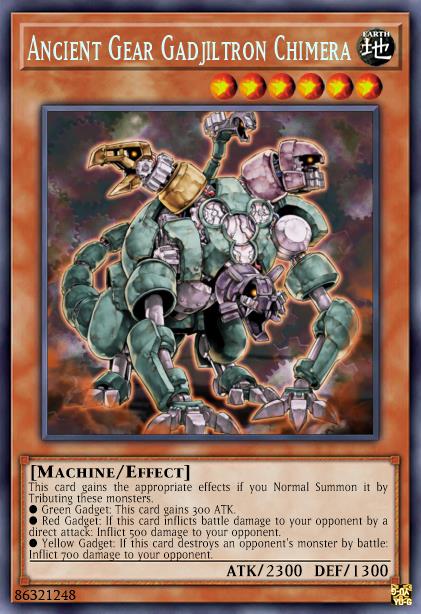 ANCIENT GEAR GADJILTRON CHIMERA
EARTH
地
[MACHINE/EFFECT]
This card gains the appropriate effects if you Normal Summon it by
Tributing these monsters.
● Green Gadget: This card gains 300 ATK.
● Red Gadget: If this card inflicts battle damage to your opponent by a
direct attack: Inflict 500 damage to your opponent.
● Yellow Gadget: If this card destroys an opponent's monster by battle:
Inflict 700 damage to your opponent.
ATK/2300 DEF/1300
86321248